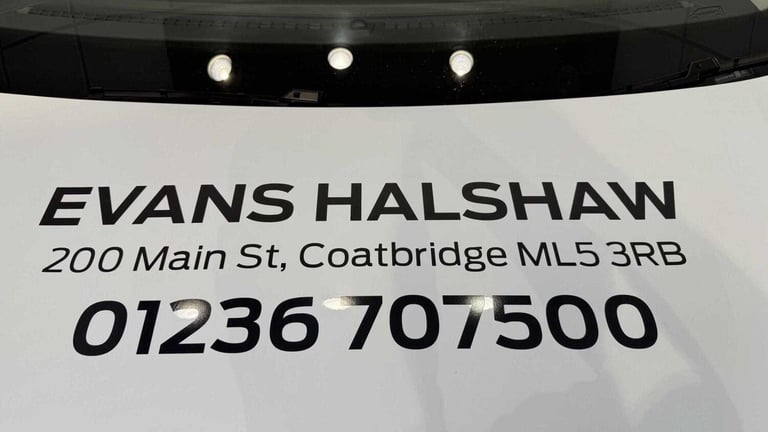 EVANS HALSHAW
200 Main St, Coatbridge ML5 3RB
01236 707500